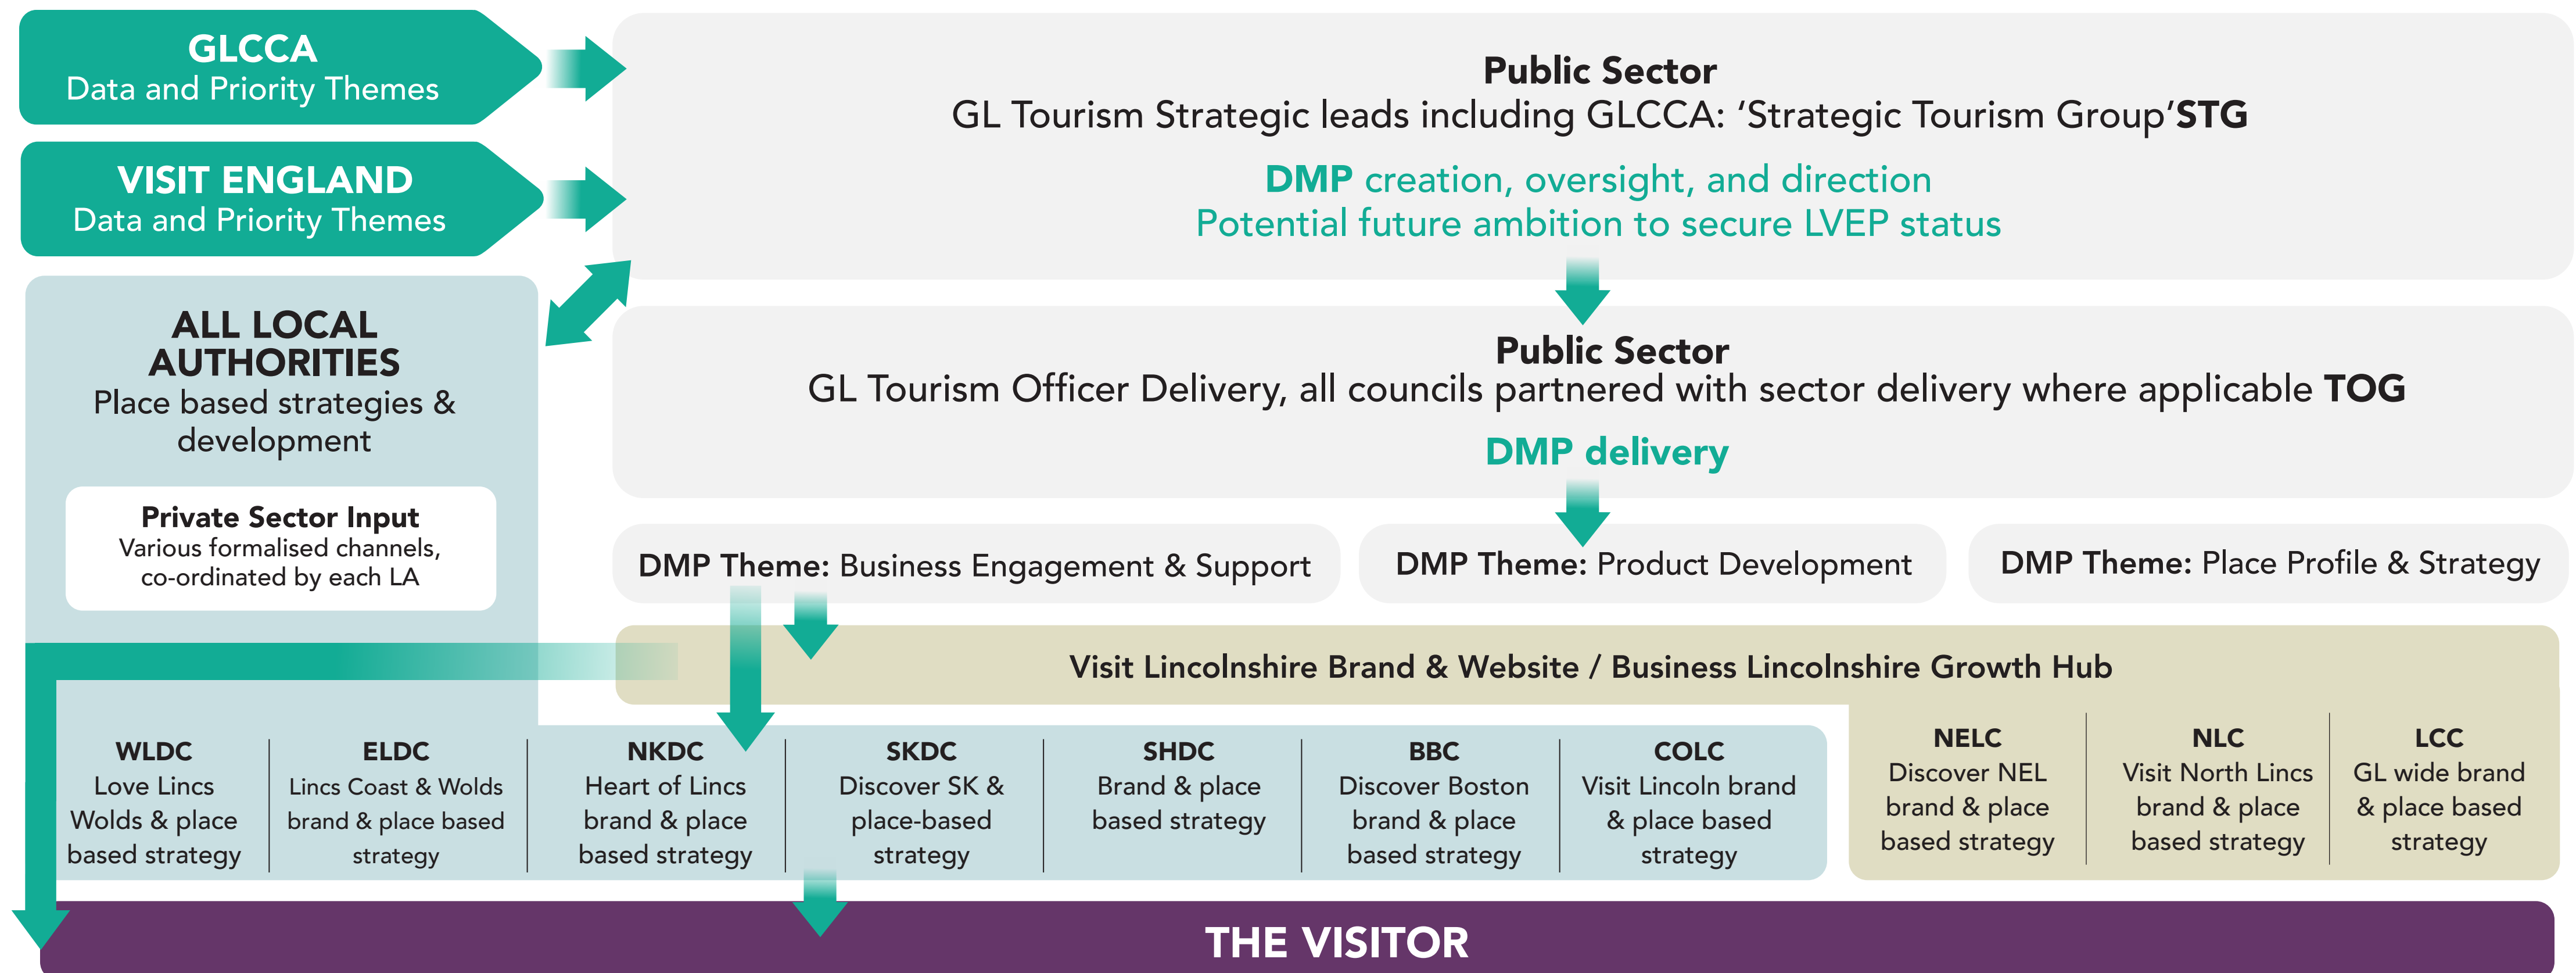 GLCCA
Data and Priority Themes
VISIT ENGLAND
Data and Priority Themes
Public Sector
GL Tourism Strategic leads including GLCCA: ‘Strategic Tourism Group’STG
DMP creation, oversight, and direction
Potential future ambition to secure LVEP status
ALL LOCAL
AUTHORITIES
Place based strategies &
development
Private Sector Input
Various formalised channels,
co-ordinated by each LA
Public Sector
GL Tourism Officer Delivery, all councils partnered with sector delivery where applicable TOG
DMP delivery
DMP Theme: Business Engagement & Support
DMP Theme: Product Development
DMP Theme: Place Profile & Strategy
Visit Lincolnshire Brand & Website / Business Lincolnshire Growth Hub
WLDC
Love Lincs
Wolds & place
based strategy
ELDC
Lincs Coast & Wolds
brand & place based
strategy
NKDC
Heart of Lincs
brand & place
based strategy
SKDC
Discover SK &
place-based
strategy
SHDC
Brand & place
based strategy
BBC
Discover Boston
brand & place
based strategy
COLC
Visit Lincoln brand
& place based
strategy
NELC
Discover NEL
brand & place
based strategy
NLC
Visit North Lincs
brand & place
based strategy
LCC
GL wide brand
& place based
strategy
THE VISITOR